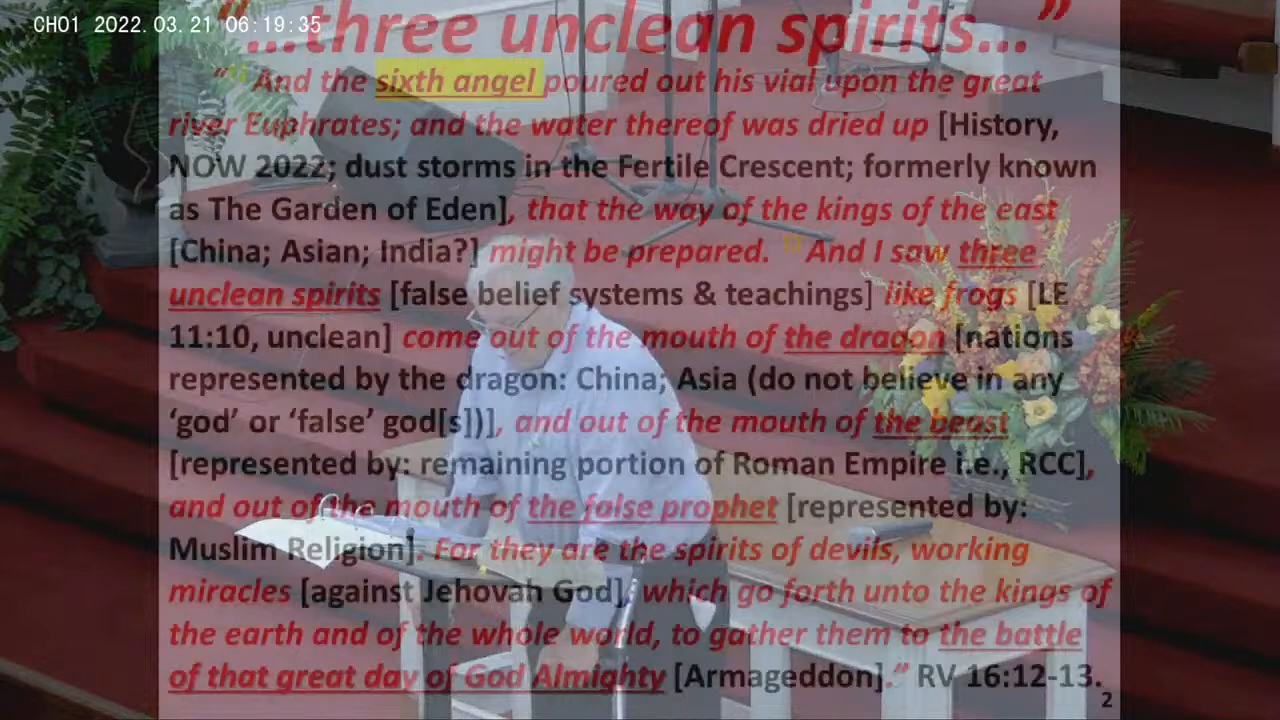 CH01 2022.03.21 06:19:35
“…three unclean spirits…”
And the sixth angel poured out his vial upon the great
river Euphrates; and the water thereof was dried up [History,
NOW 2022; dust storms in the Fertile Crescent; formerly known
as The Garden of Eden], that the way of the kings of the east
[China; Asian; India?] might be prepared. And I saw three
unclean spirits [false belief systems & teachings] like frogs [LE
11:10, unclean] come out of the mouth of the dragon [nations
represented by the dragon: China; Asia (do not believe in any
‘god’ or ‘false’ god[s])], and out of the mouth of the beast
[represented by: remaining portion of Roman Empire i.e., RCC],
and out of the mouth of the false prophet [represented by:
Muslim Religion]. For they are the spirits of devils, working
miracles [against Jehovah God], which go forth unto the kings of
the earth and of the whole world, to gather them to the battle
of that great day of God Almighty [Armageddon].” RV 16:12-13.
2